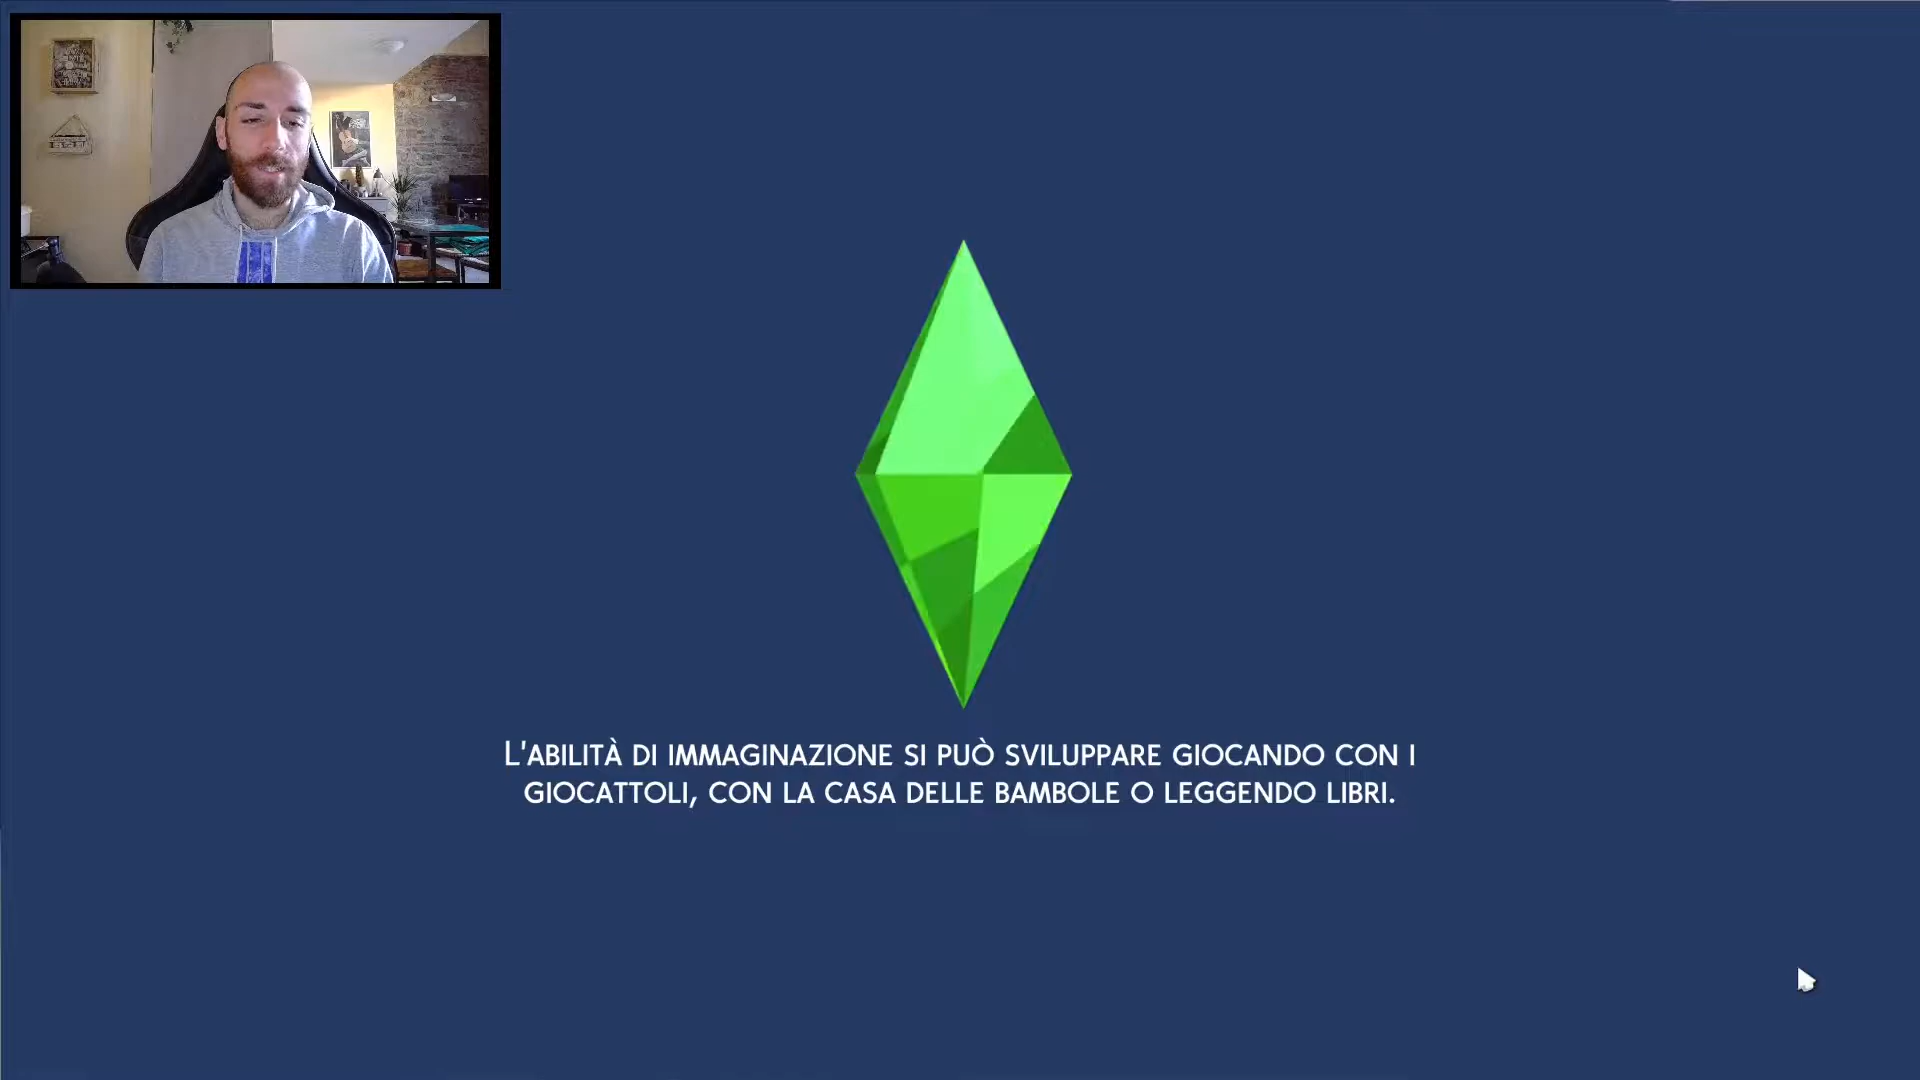 L'ABILITÀ DI IMMAGINAZIONE SI PUÒ SVILUPPARE GIOCANDO CON I
GIOCATTOLI, CON LA CASA DELLE BAMBOLE O LEGGENDO LIBRI.